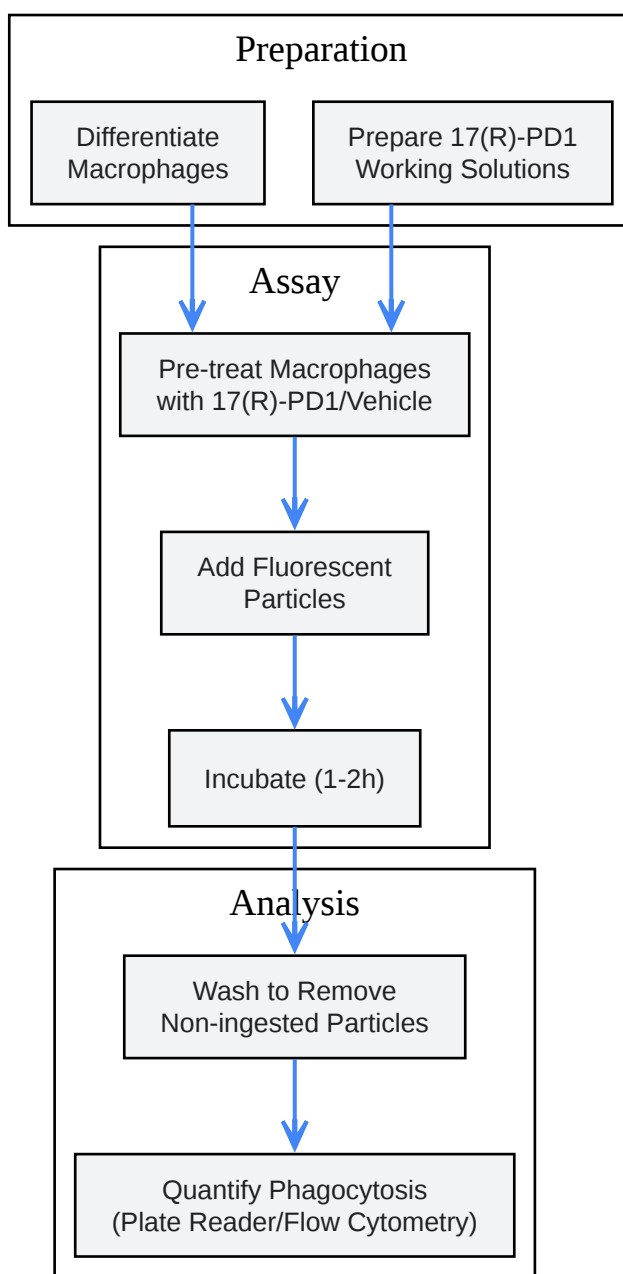 Preparation
Differentiate
Macrophages
Prepare 17(R)-PD1
Working Solutions
Assay
Pre-treat Macrophages
with 17(R)-PD1/Vehicle
Add Fluorescent
Particles
Incubate (1-2h)
Analysis
Wash to Remove
Non-ingested Particles
Quantify Phagocytosis
(Plate Reader/Flow Cytometry)